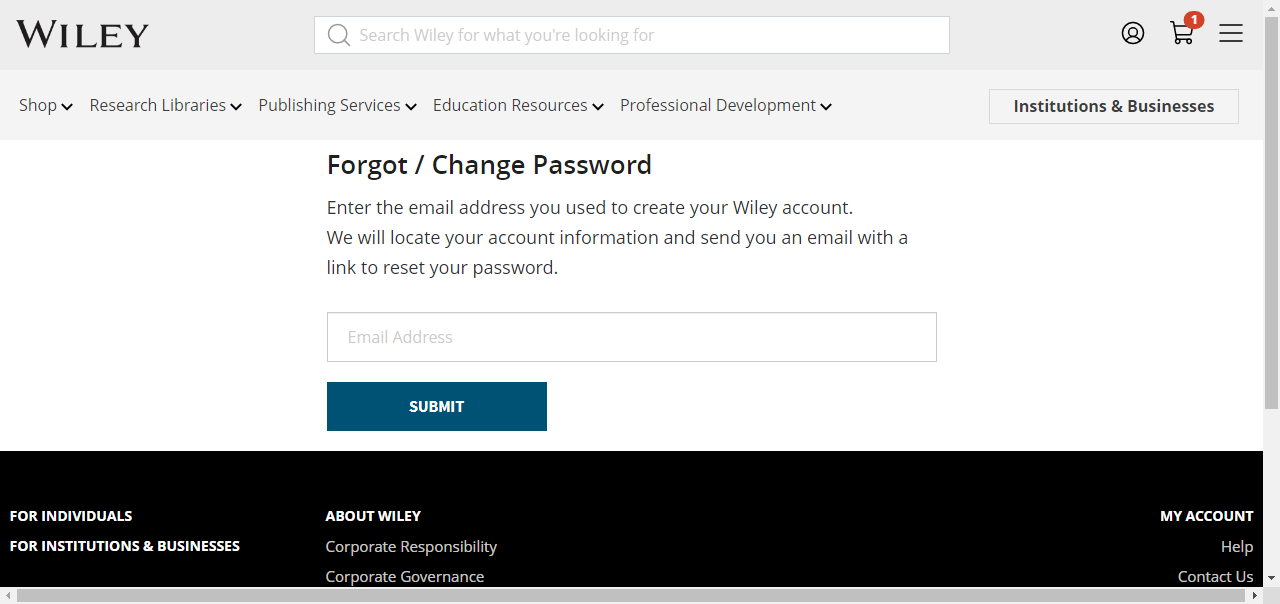 WILEY
Search Wiley for what you're looking for
1
Shop
Research Libraries
Publishing Services
Education Resources
Professional Development
Institutions & Businesses
Forgot / Change Password
Enter the email address you used to create your Wiley account.
We will locate your account information and send you an email with a
link to reset your password.
Email Address
SUBMIT
FOR INDIVIDUALS
FOR INSTITUTIONS & BUSINESSES
ABOUT WILEY
Corporate Responsibility
Corporate Governance
MY ACCOUNT
Help
Contact Us